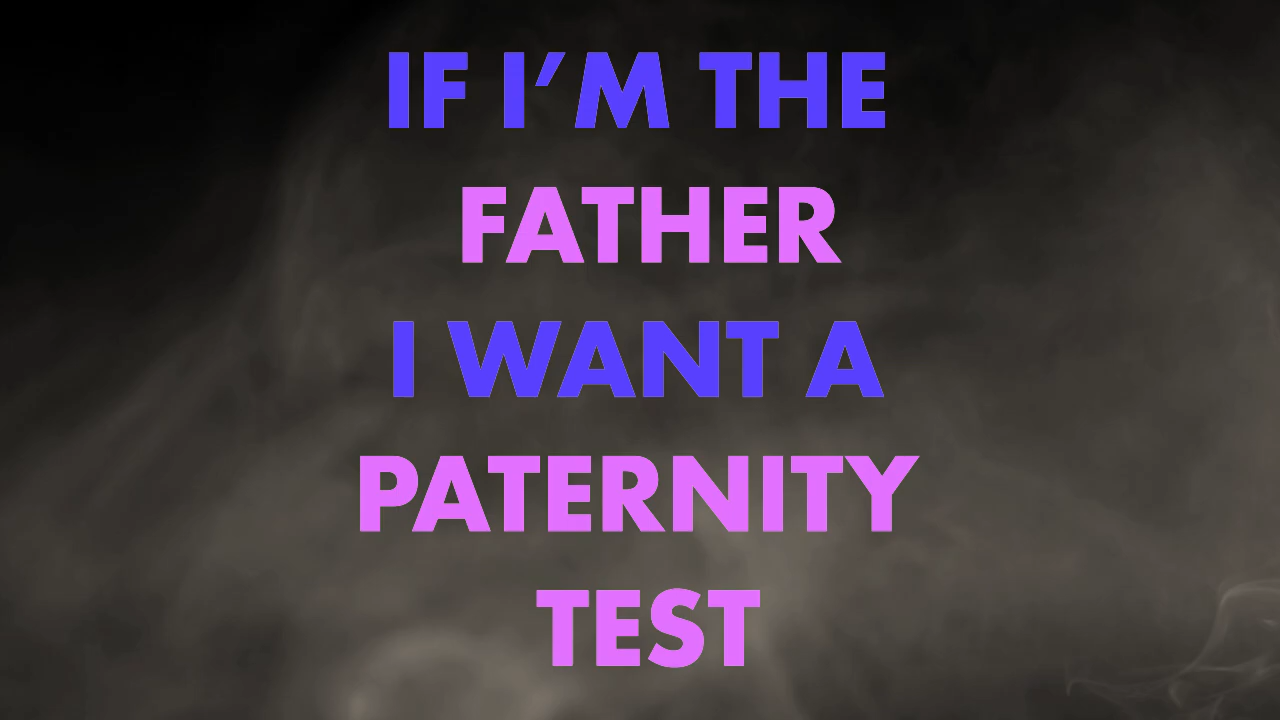 IF I’M THE
FATHER
I WANT A
PATERNITY
TEST